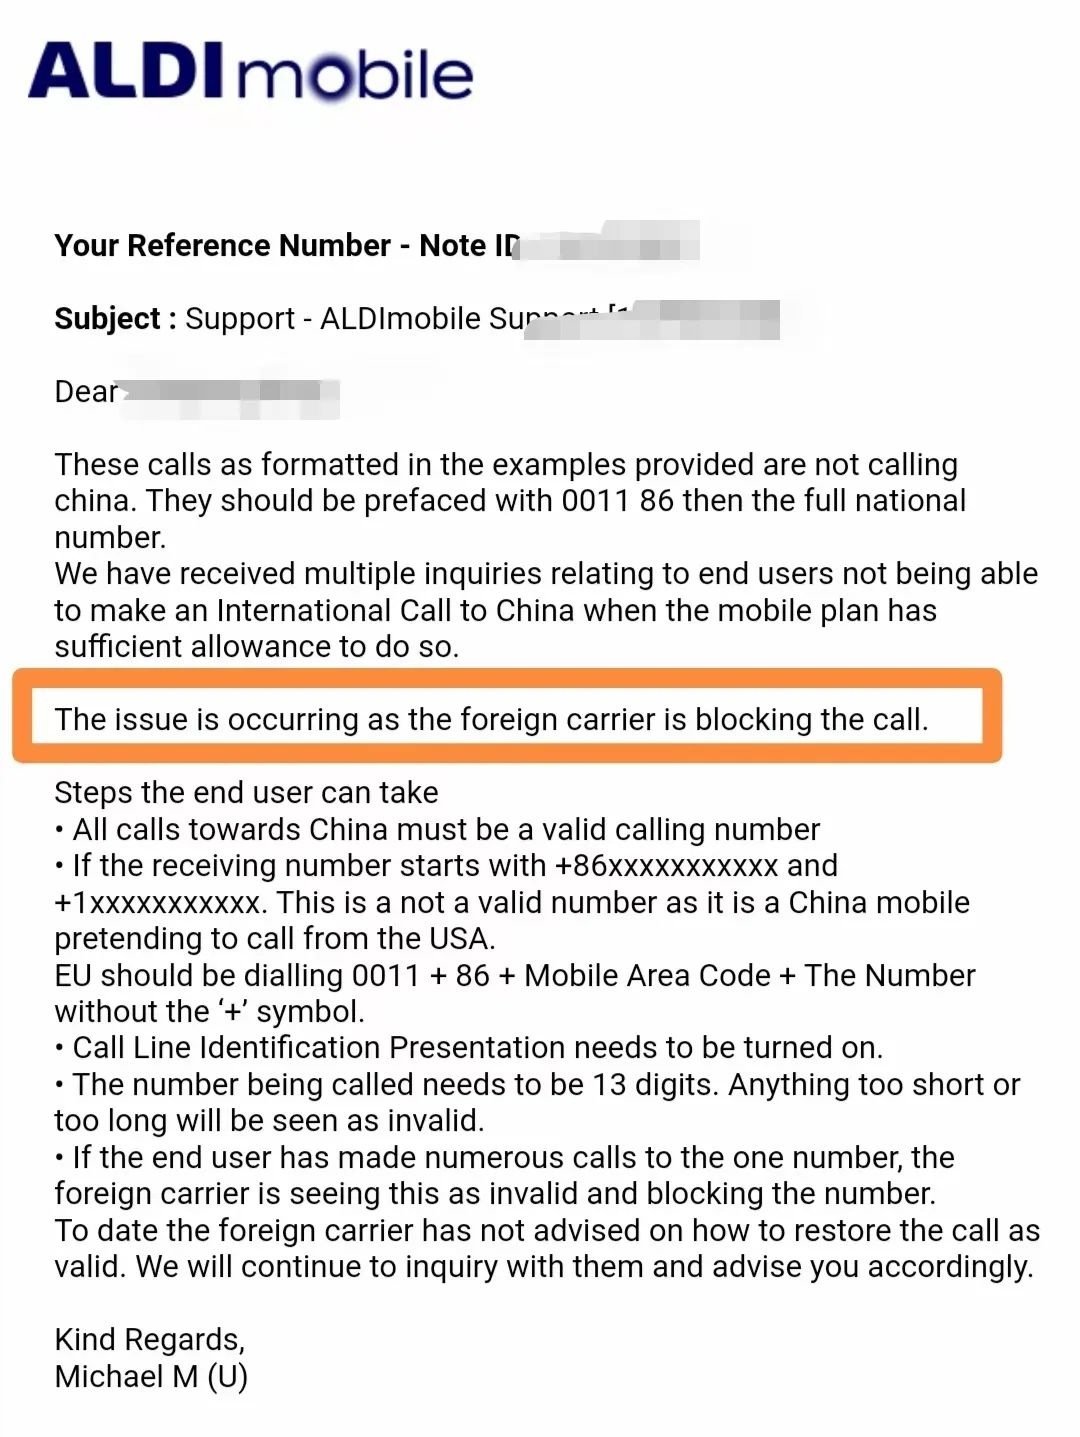 ALDI mobile
Your Reference Number - Note ID
Subject : Support - ALDImobile Support [1
Dear
These calls as formatted in the examples provided are not calling
china. They should be prefaced with 0011 86 then the full national
number.
We have received multiple inquiries relating to end users not being able
to make an International Call to China when the mobile plan has
sufficient allowance to do so.
The issue is occurring as the foreign carrier is blocking the call.
Steps the end user can take
• All calls towards China must be a valid calling number
• If the receiving number starts with +86xxxxxxxxxxx and
+1xxxxxxxxxxx. This is a not a valid number as it is a China mobile
pretending to call from the USA.
EU should be dialling 0011 + 86 + Mobile Area Code + The Number
without the ‘+’ symbol.
• Call Line Identification Presentation needs to be turned on.
• The number being called needs to be 13 digits. Anything too short or
too long will be seen as invalid.
• If the end user has made numerous calls to the one number, the
foreign carrier is seeing this as invalid and blocking the number.
To date the foreign carrier has not advised on how to restore the call as
valid. We will continue to inquiry with them and advise you accordingly.
Kind Regards,
Michael M (U)